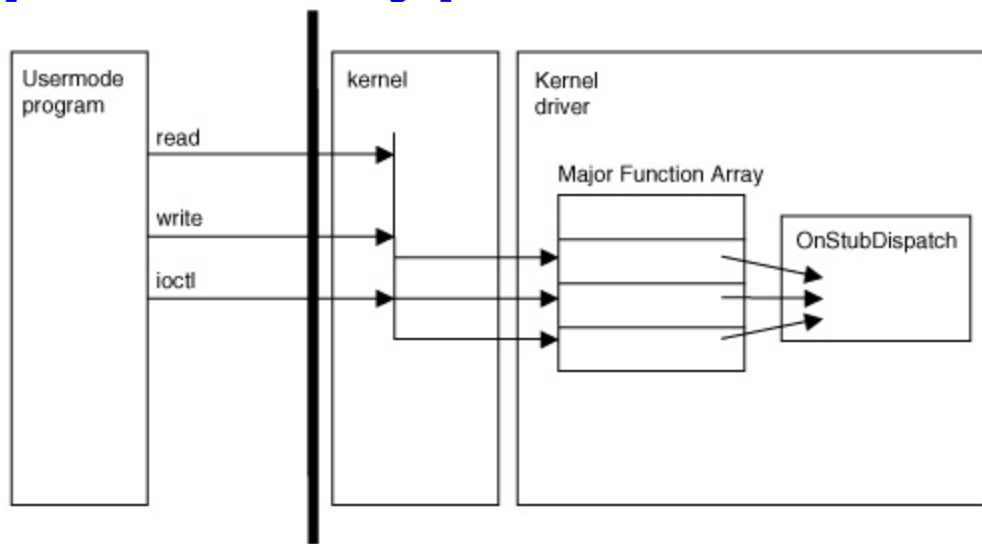 Usermode
program
kernel
Kernel
driver
read
Major Function Array
write
OnStubDispatch
ioctl